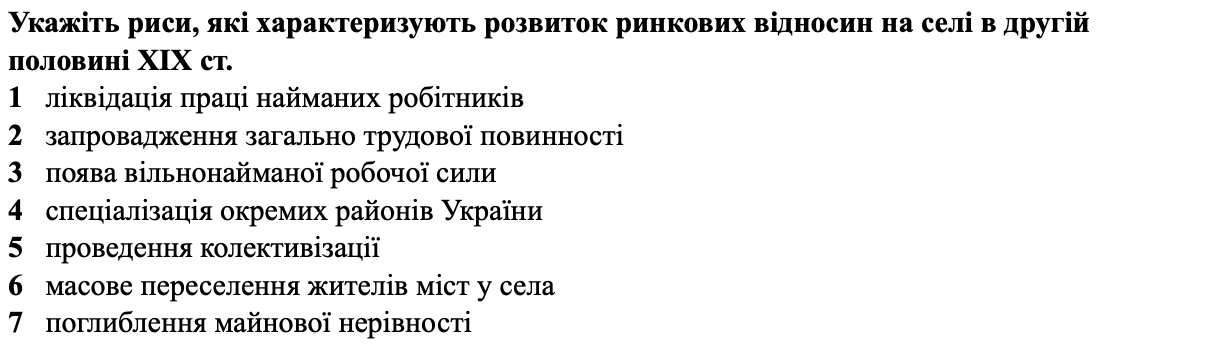 Укажіть риси, які характеризують розвиток ринкових відносин на селі в другій
половині XIX ст.
1 ліквідація праці найманих робітників
2 запровадження загально трудової повинності
3 поява вільнонайманої робочої сили
4 спеціалізація окремих районів України
5 проведення колективізації
6 масове переселення жителів міст у села
7 поглиблення майнової нерівності